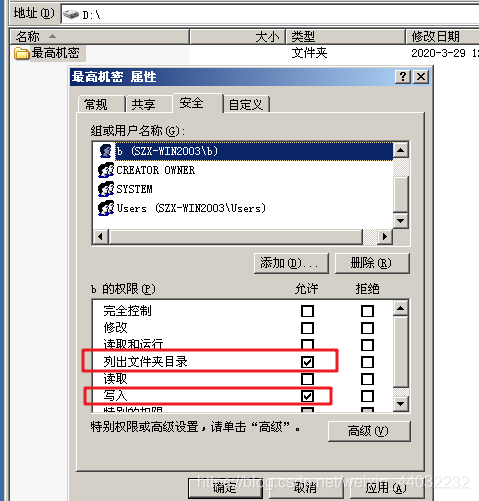 地址(D) D:\
名称 大小 类型 修改日期
最高机密 文件夹 2020-3-29 12
最高机密 属性
常规 共享 安全 自定义
组或用户名称(G):
b (SZX-WIN2003\b)
CREATOR OWNER
SYSTEM
Users (SZX-WIN2003\Users)
添加(D)... 删除(R)
b 的权限(P) 允许 拒绝
完全控制
修改
读取和运行
列出文件夹目录
读取
写入
特别的权限
特别权限或高级设置,请单击“高级”。
高级(V)
确定 取消 应用(A)